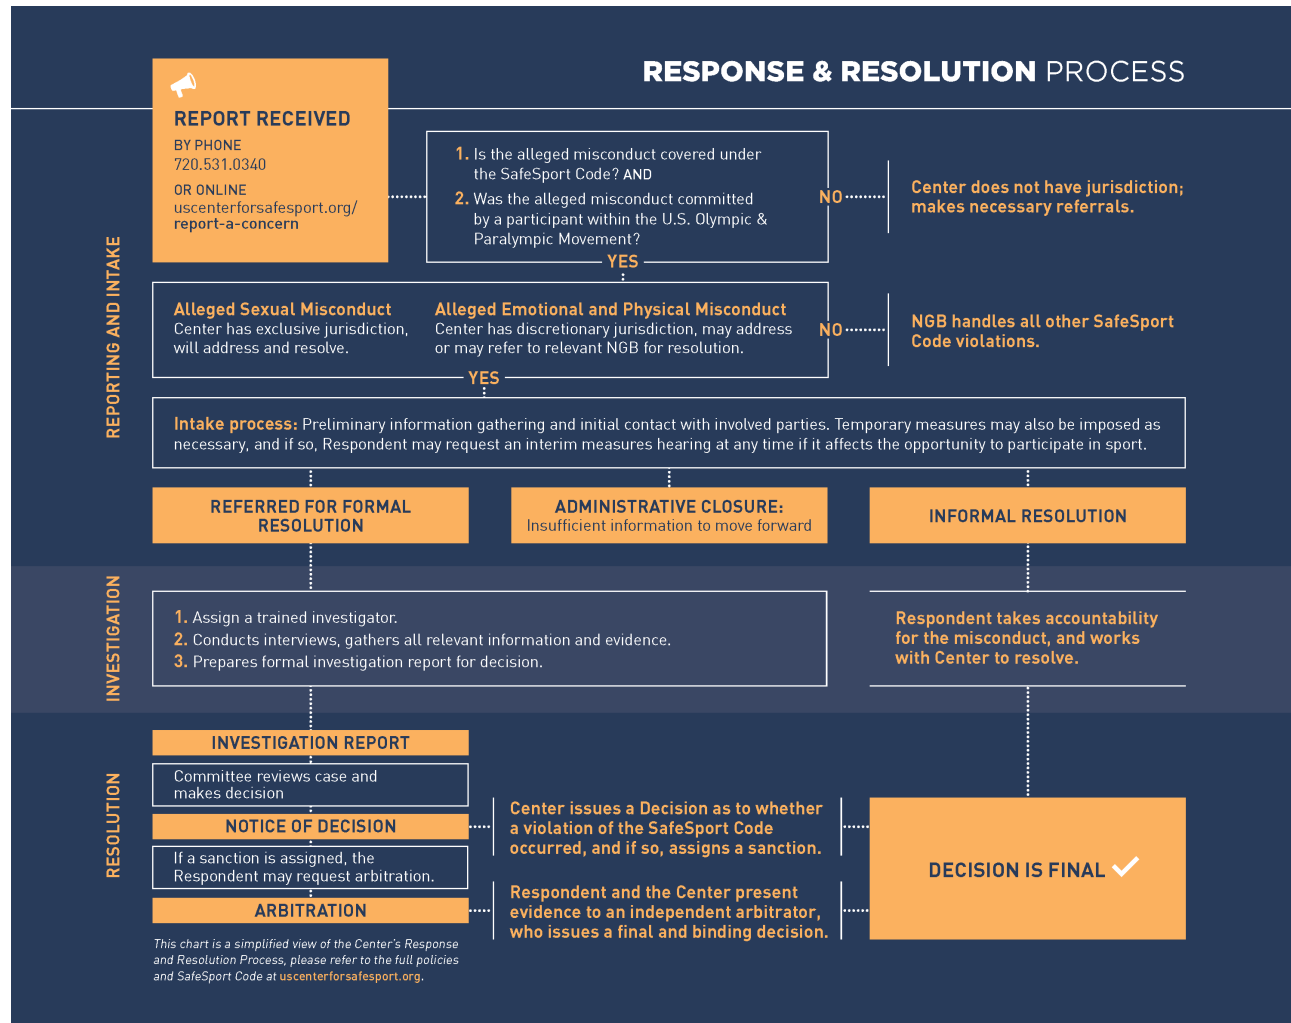 RESPONSE & RESOLUTION PROCESS
REPORT RECEIVED
BY PHONE
720.531.0340
OR ONLINE
uscenterforsafesport.org/
report-a-concern
1. Is the alleged misconduct covered under
the SafeSport Code? AND
2. Was the alleged misconduct committed
by a participant within the U.S. Olympic &
Paralympic Movement?
NO
Center does not have jurisdiction;
makes necessary referrals.
YES
REPORTING AND INTAKE
Alleged Sexual Misconduct
Center has exclusive jurisdiction,
will address and resolve.
Alleged Emotional and Physical Misconduct
Center has discretionary jurisdiction, may address
or may refer to relevant NGB for resolution.
NO
NGB handles all other SafeSport
Code violations.
YES
Intake process: Preliminary information gathering and initial contact with involved parties. Temporary measures may also be imposed as
necessary, and if so, Respondent may request an interim measures hearing at any time if it affects the opportunity to participate in sport.
REFERRED FOR FORMAL
RESOLUTION
ADMINISTRATIVE CLOSURE:
Insufficient information to move forward
INFORMAL RESOLUTION
INVESTIGATION
1. Assign a trained investigator.
2. Conducts interviews, gathers all relevant information and evidence.
3. Prepares formal investigation report for decision.
Respondent takes accountability
for the misconduct, and works
with Center to resolve.
RESOLUTION
INVESTIGATION REPORT
Committee reviews case and
makes decision
NOTICE OF DECISION
Center issues a Decision as to whether
a violation of the SafeSport Code
occurred, and if so, assigns a sanction.
If a sanction is assigned, the
Respondent may request arbitration.
ARBITRATION
Respondent and the Center present
evidence to an independent arbitrator,
who issues a final and binding decision.
DECISION IS FINAL
This chart is a simplified view of the Center's Response
and Resolution Process, please refer to the full policies
and SafeSport Code at uscenterforsafesport.org.